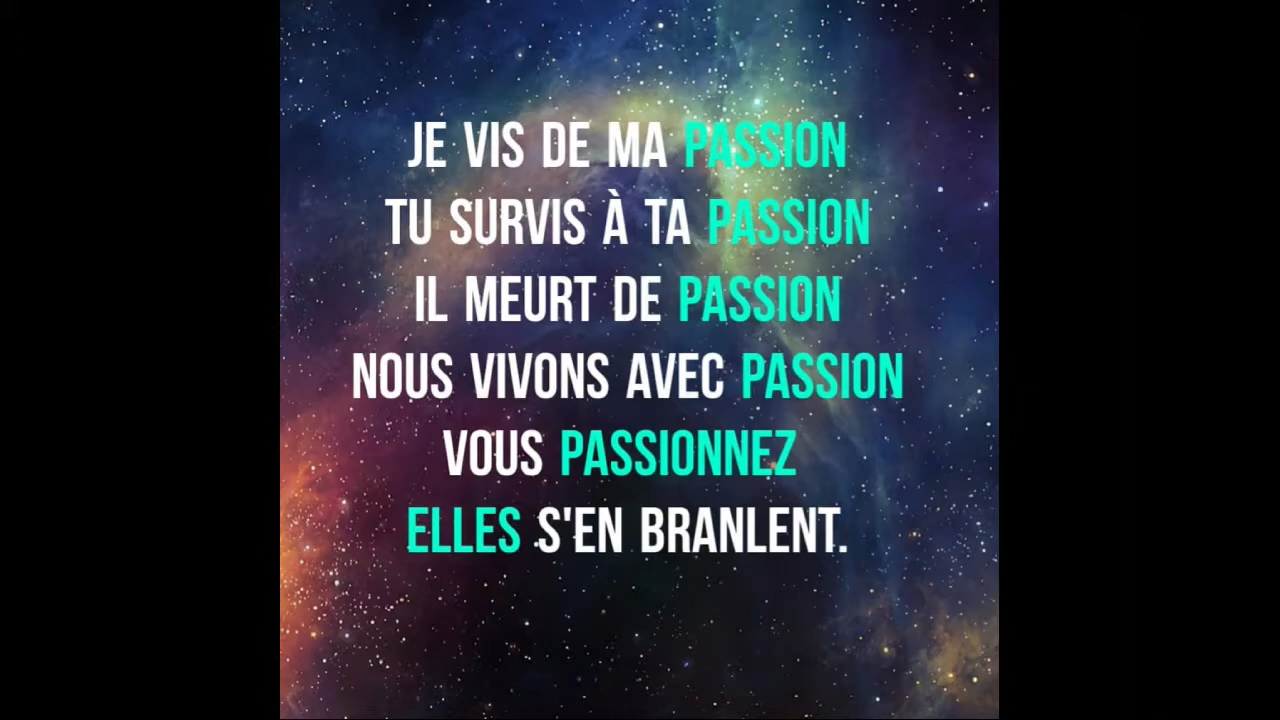 JE VIS DE MA PASSION
TU SURVIS À TA PASSION
IL MEURT DE PASSION
NOUS VIVONS AVEC PASSION
VOUS PASSIONNEZ
ELLES S'EN BRANLENT.